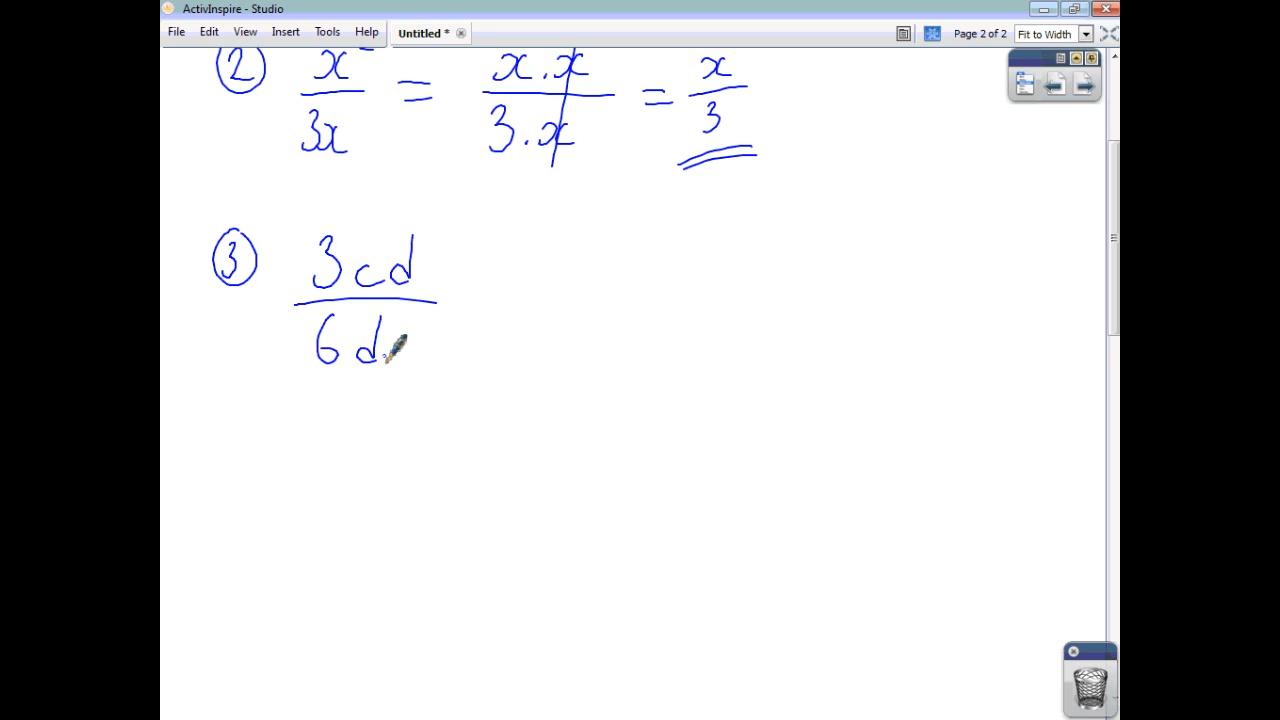 ActivInspire - Studio
File Edit View Insert Tools Help Untitled * Page 2 of 2 Fit to Width
② x² / 3x = x . x / 3 . x = x / 3
③ 3cd / 6d